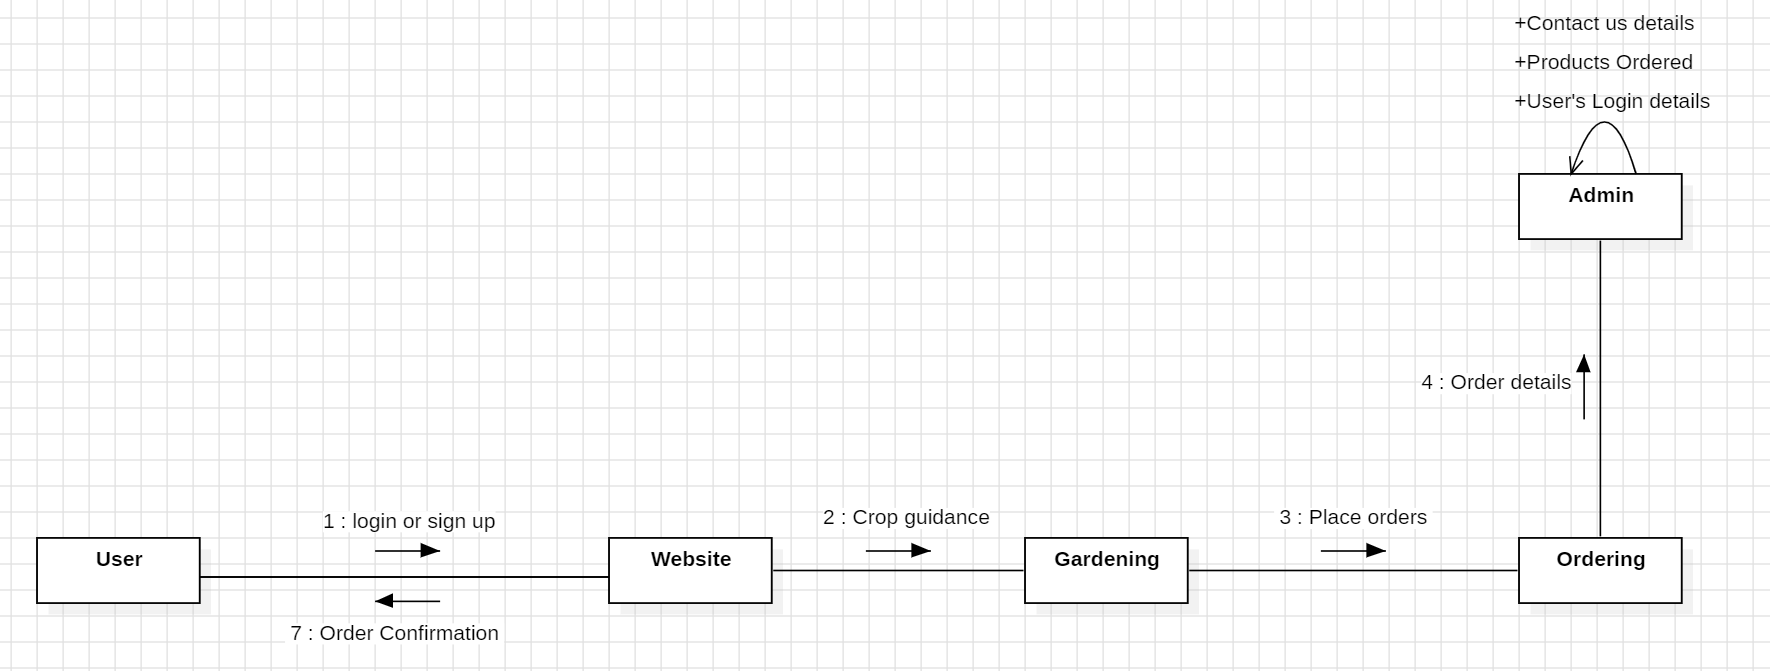 +Contact us details
+Products Ordered
+User's Login details
Admin
4 : Order details
1 : login or sign up
2 : Crop guidance
3 : Place orders
User
Website
Gardening
Ordering
7 : Order Confirmation